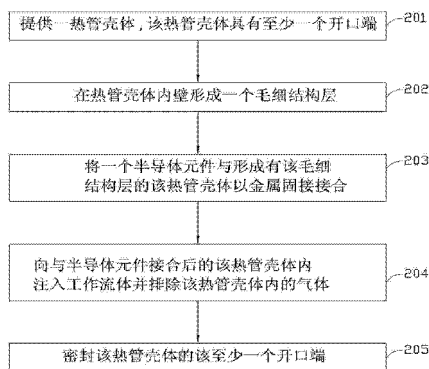 提供一热管壳体，该热管壳体具有至少一个开口端
201
在热管壳体内壁形成一个毛细结构层
202
将一个半导体元件与形成有该毛细
结构层的该热管壳体以金属固接接合
203
向与半导体元件接合后的该热管壳体内
注入工作流体并排除该热管壳体内的气体
204
密封该热管壳体的该至少一个开口端
205